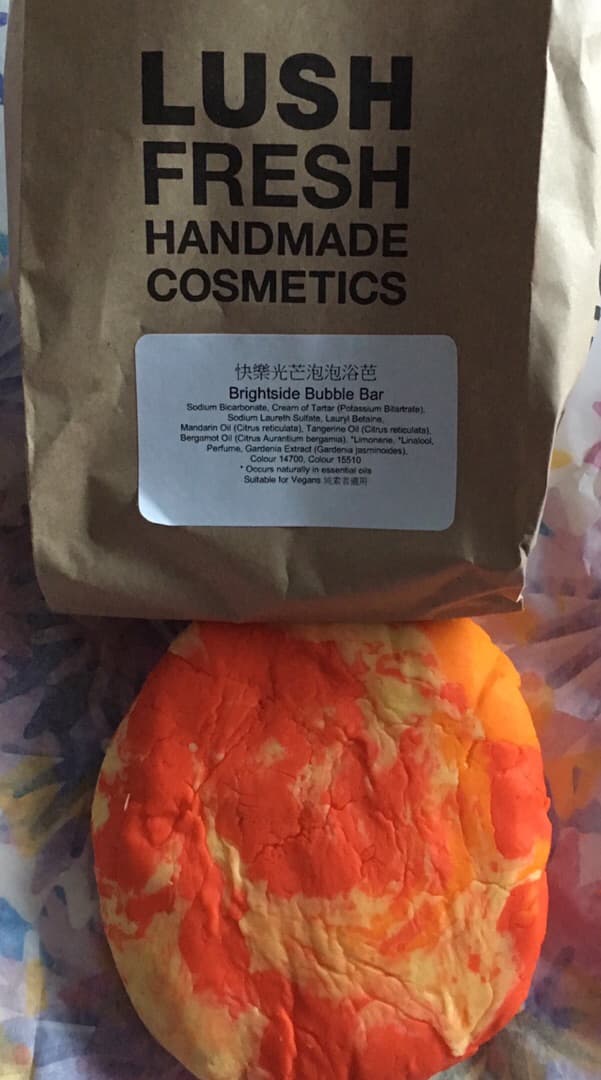 LUSH
FRESH
HANDMADE
COSMETICS
快樂光芒泡泡浴芭
Brightside Bubble Bar
Sodium Bicarbonate, Cream of Tartar (Potassium Bitartrate),
Sodium Laureth Sulfate, Lauryl Betaine,
Mandarin Oil (Citrus reticulata), Tangerine Oil (Citrus reticulata),
Bergamot Oil (Citrus Aurantium bergamia), *Limonene, *Linalool,
Perfume, Gardenia Extract (Gardenia jasminoides),
Colour 14700, Colour 15510
* Occurs naturally in essential oils
Suitable for Vegans 純素者適用